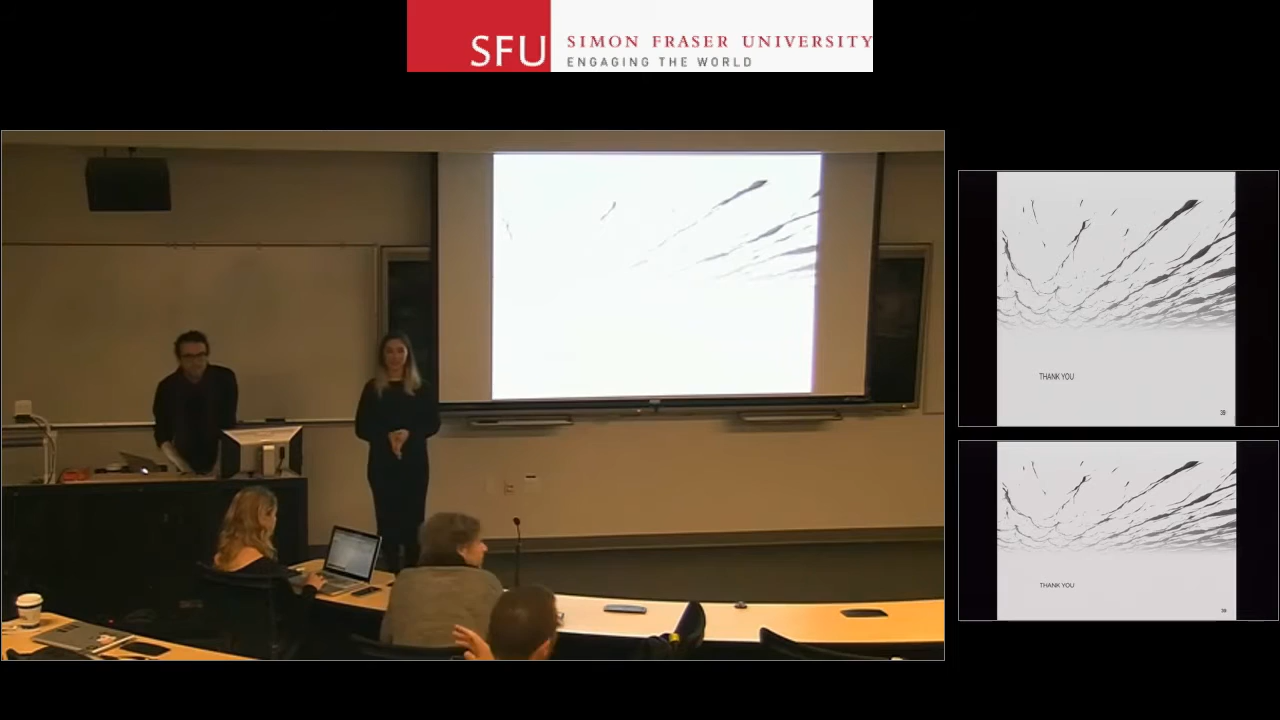 SFU SIMON FRASER UNIVERSITY
ENGAGING THE WORLD
THANK YOU
39
THANK YOU
39